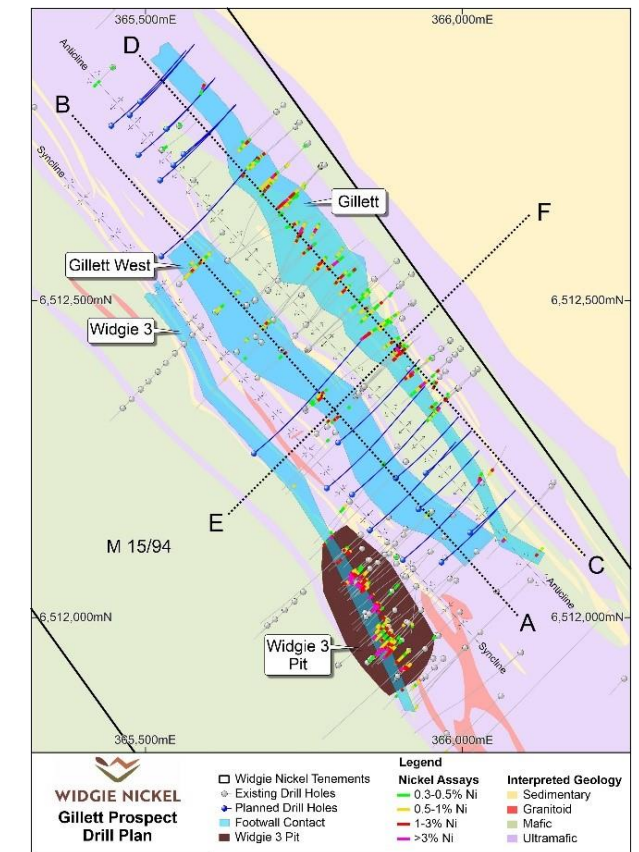 365,500mE
366,000mE
Anticline
D
B
Syncline
Gillett
F
Gillett West
6,512,500mN
6,512,500mN
Widgie 3
E
M 15/94
C
Anticline
A
6,512,000mN
6,512,000mN
Widgie 3
Pit
Syncline
365,500mE
366,000mE
WIDGIE NICKEL
Gillett Prospect
Drill Plan
Legend
Widgie Nickel Tenements
Existing Drill Holes
Planned Drill Holes
Footwall Contact
Widgie 3 Pit
Nickel Assays
0.3-0.5% Ni
0.5-1% Ni
1-3% Ni
>3% Ni
Interpreted Geology
Sedimentary
Granitoid
Mafic
Ultramafic